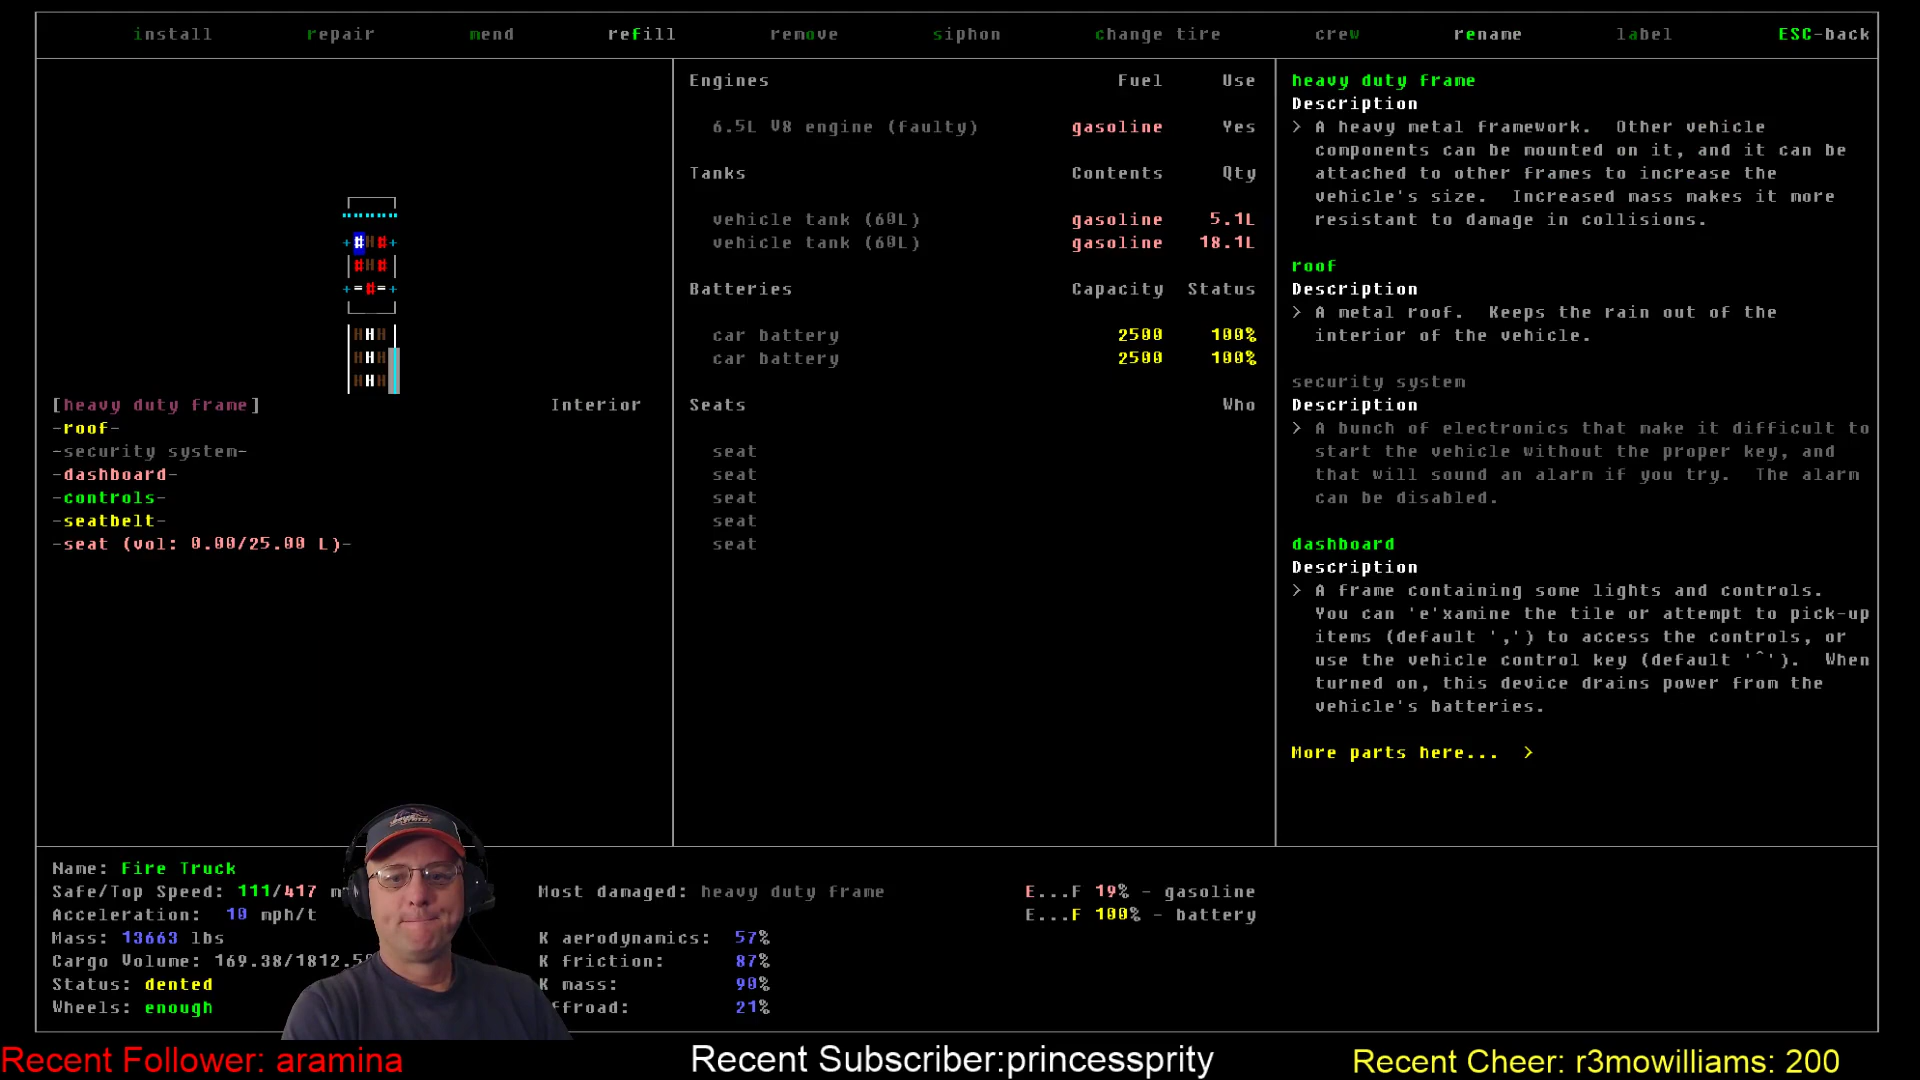 install repair mend refill remove siphon change tire crew rename label ESC-back
Engines Fuel Use
6.5L V8 engine (faulty) gasoline Yes
Tanks Contents Qty
vehicle tank (60L) gasoline 5.1L
vehicle tank (60L) gasoline 18.1L
Batteries Capacity Status
car battery 2500 100%
car battery 2500 100%
Seats Who
seat
seat
seat
seat
seat
[heavy duty frame] Interior
-roof-
-security system-
-dashboard-
-controls-
-seatbelt-
-seat (vol: 0.00/25.00 L)-
heavy duty frame
Description
> A heavy metal framework.  Other vehicle
components can be mounted on it, and it can be
attached to other frames to increase the
vehicle's size.  Increased mass makes it more
resistant to damage in collisions.
roof
Description
> A metal roof.  Keeps the rain out of the
interior of the vehicle.
security system
Description
> A bunch of electronics that make it difficult to
start the vehicle without the proper key, and
that will sound an alarm if you try.  The alarm
can be disabled.
dashboard
Description
> A frame containing some lights and controls.
You can 'e'xamine the tile or attempt to pick-up
items (default ',') to access the controls, or
use the vehicle control key (default '^').  When
turned on, this device drains power from the
vehicle's batteries.
More parts here...  >
Name: Fire Truck
Safe/Top Speed: 111/417
Acceleration: 10 mph/t
Mass: 13663 lbs
Cargo Volume: 169.38/1812.5
Status: dented
Wheels: enough
Most damaged: heavy duty frame
K aerodynamics: 57%
K friction: 87%
K mass: 90%
ffroad: 21%
E...F 19% - gasoline
E...F 100% - battery
Recent Follower: aramina
Recent Subscriber:princessprity
Recent Cheer: r3mowilliams: 200